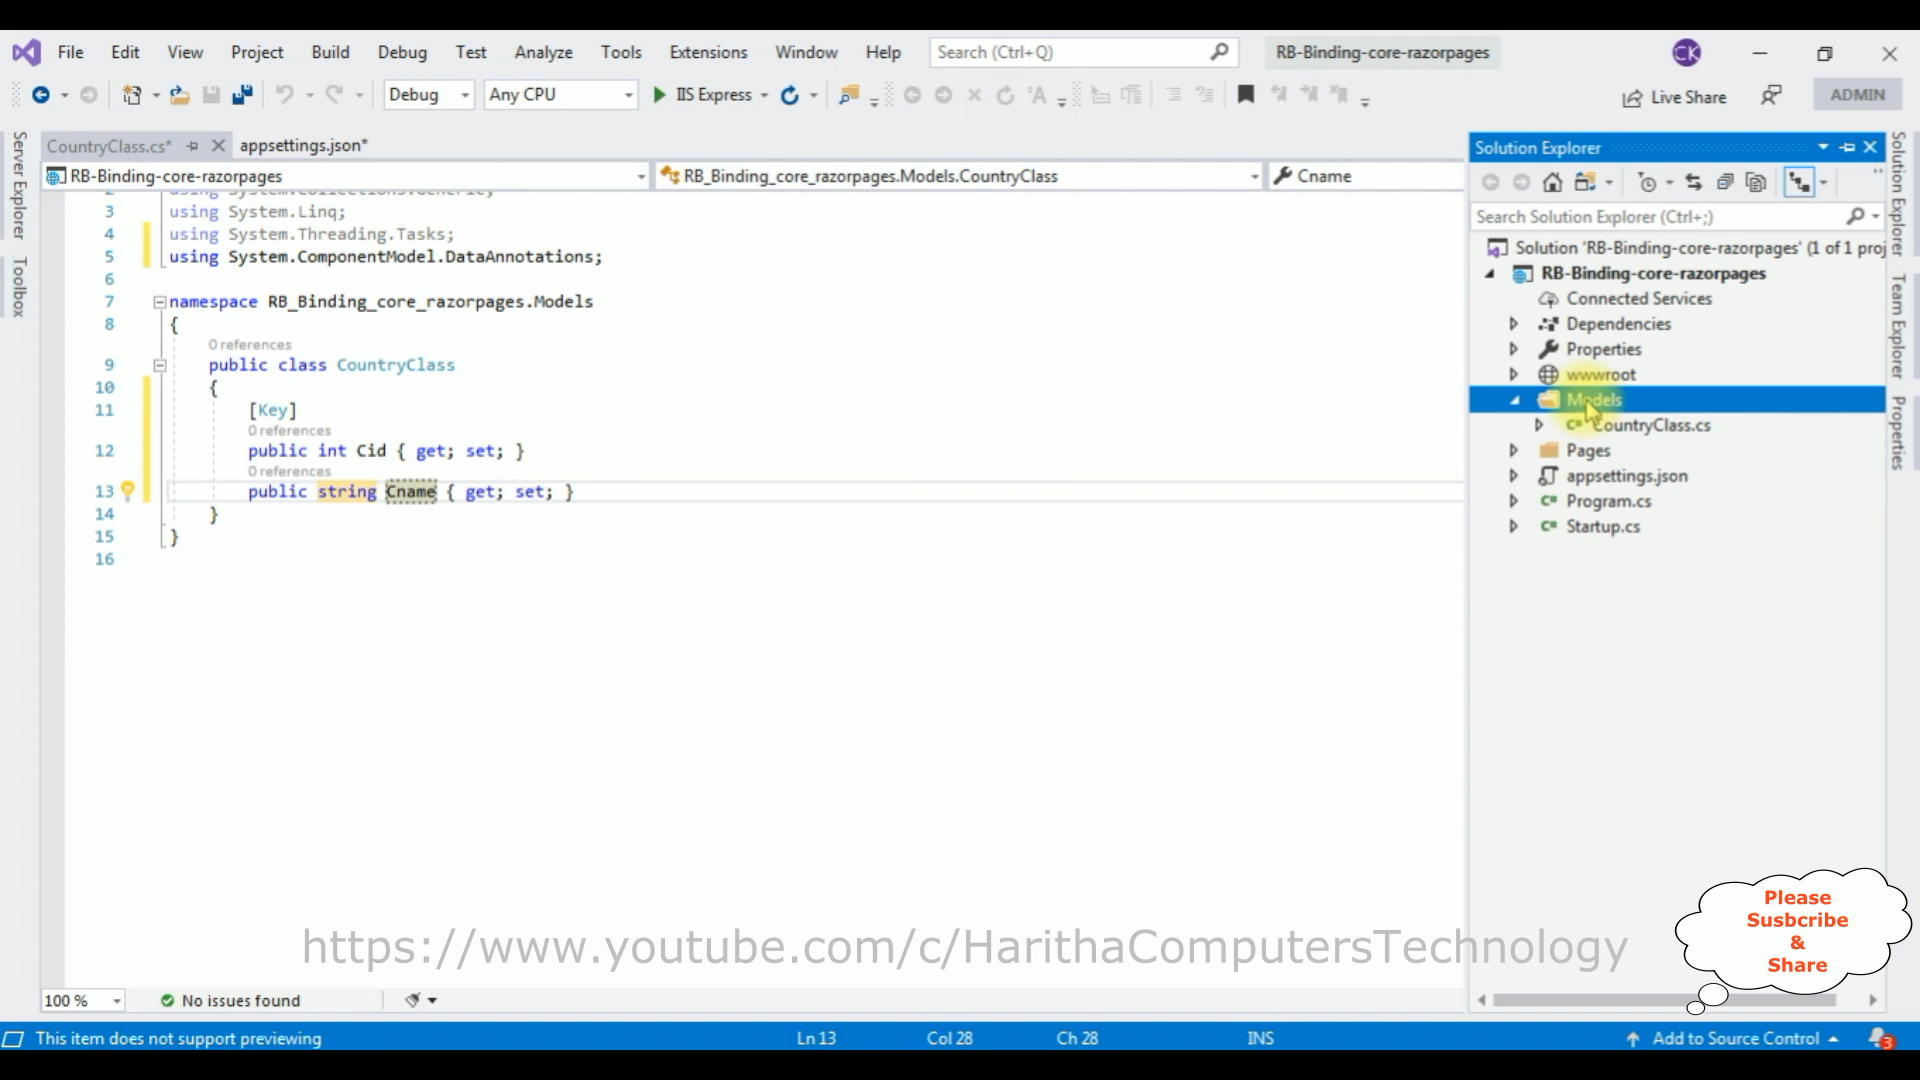 File Edit View Project Build Debug Test Analyze Tools Extensions Window Help Search (Ctrl+Q) RB-Binding-core-razorpages CK
Debug Any CPU IIS Express Live Share ADMIN
CountryClass.cs* appsettings.json*
RB-Binding-core-razorpages RB_Binding_core_razorpages.Models.CountryClass Cname
2 using System.Collections.Generic;
3 using System.Linq;
4 using System.Threading.Tasks;
5 using System.ComponentModel.DataAnnotations;
6
7 namespace RB_Binding_core_razorpages.Models
8 {
0 references
9 public class CountryClass
10 {
11 [Key]
0 references
12 public int Cid { get; set; }
0 references
13 public string Cname { get; set; }
14 }
15 }
16
Server Explorer
Toolbox
Solution Explorer
Search Solution Explorer (Ctrl+;)
Solution 'RB-Binding-core-razorpages' (1 of 1 proj
RB-Binding-core-razorpages
Connected Services
Dependencies
Properties
wwwroot
Models
C# CountryClass.cs
Pages
appsettings.json
C# Program.cs
C# Startup.cs
Solution Explorer
Team Explorer
Properties
https://www.youtube.com/c/HarithaComputersTechnology
Please
Susbcribe
&
Share
100 % No issues found
This item does not support previewing Ln 13 Col 28 Ch 28 INS Add to Source Control 3